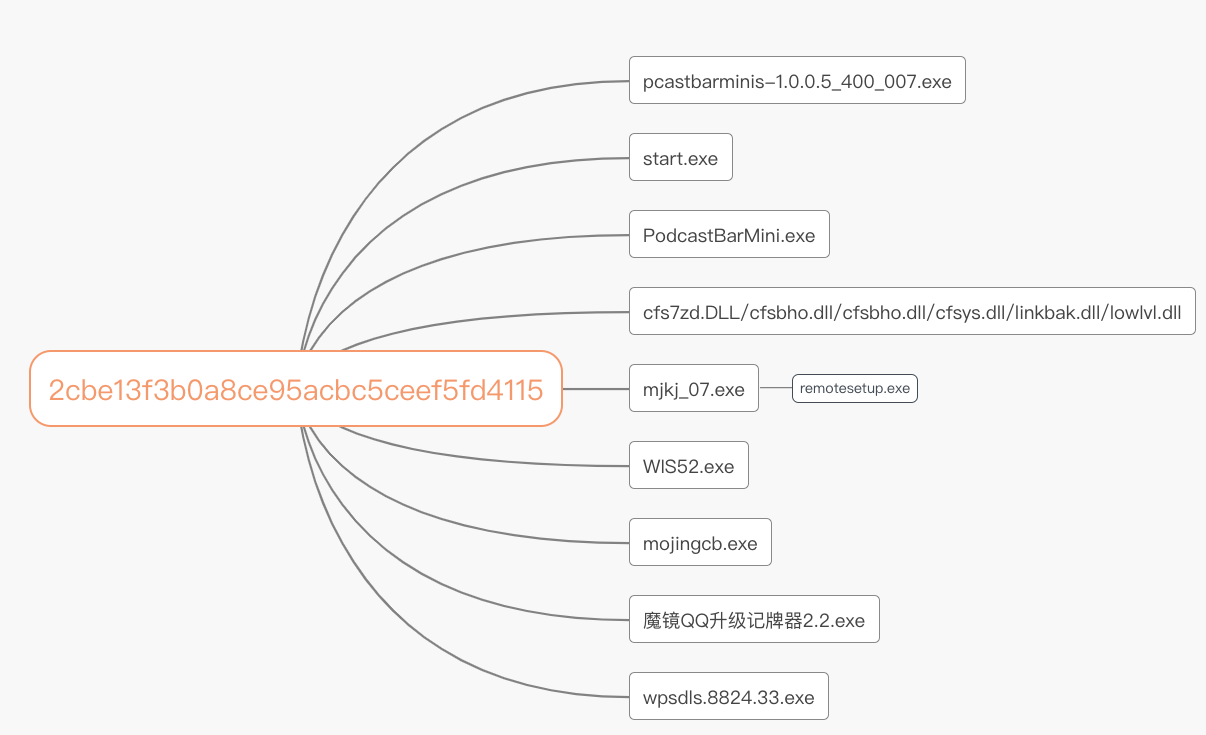 pcastbarminis-1.0.0.5_400_007.exe
start.exe
PodcastBarMini.exe
cfs7zd.DLL/cfsbho.dll/cfsbho.dll/cfsys.dll/linkbak.dll/lowlvl.dll
2cbe13f3b0a8ce95acbc5ceef5fd4115
mjkj_07.exe
remotesetup.exe
WIS52.exe
mojingcb.exe
魔镜QQ升级记牌器2.2.exe
wpsdls.8824.33.exe